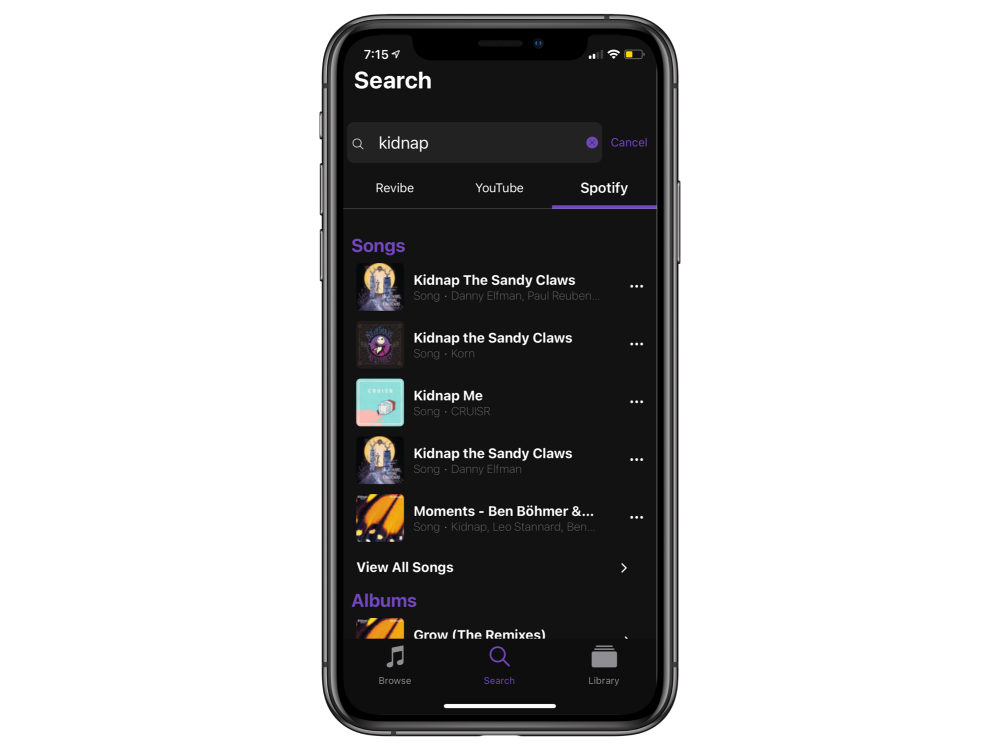 7:15
Search
kidnap
Cancel
Revibe YouTube Spotify
Songs
Kidnap The Sandy Claws
Song • Danny Elfman, Paul Reuben...
Kidnap the Sandy Claws
Song • Korn
CRUISR
Kidnap Me
Song • CRUISR
Kidnap the Sandy Claws
Song • Danny Elfman
Moments - Ben Böhmer &...
Song • Kidnap, Leo Stannard, Ben...
View All Songs
Albums
Grow (The Remixes)
Browse Search Library